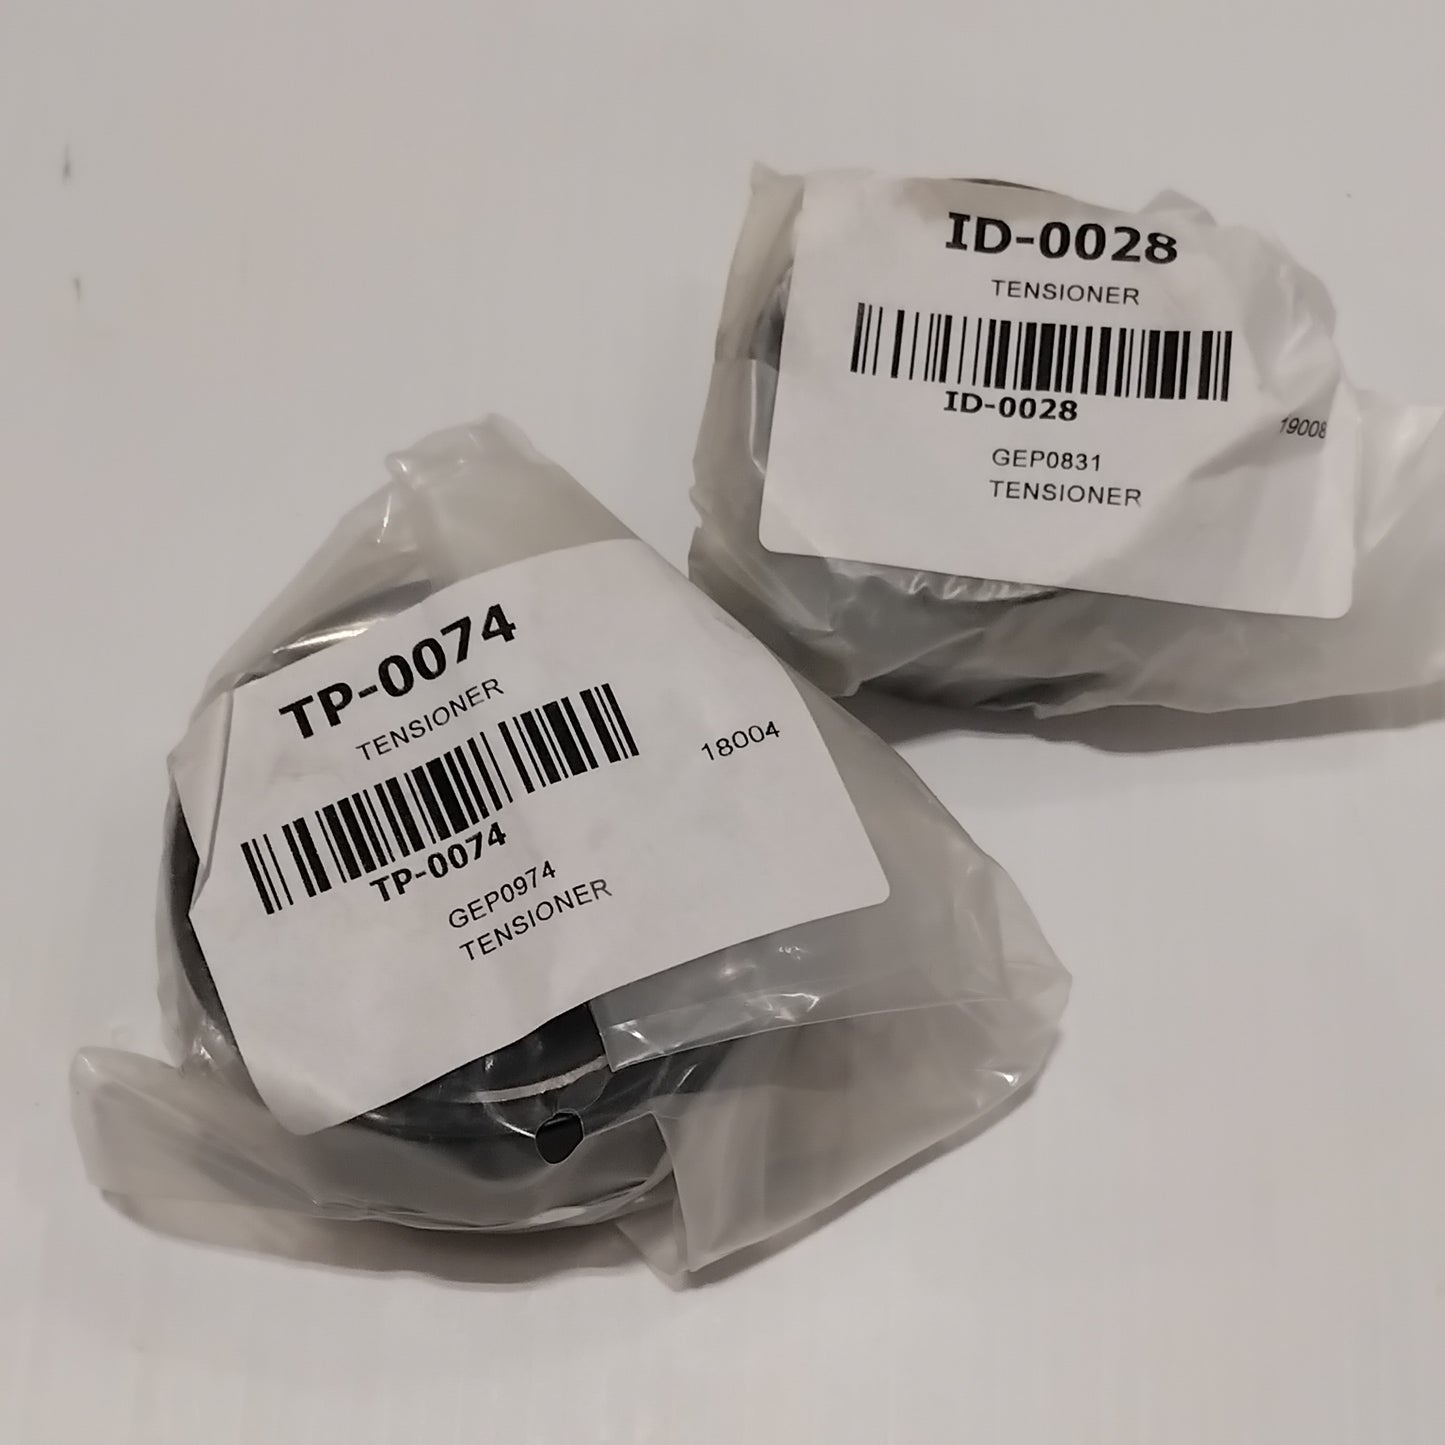 ID-0028
TENSIONER
ID-0028
19008
GEP0831
TENSIONER
TP-0074
TENSIONER
18004
TP-0074
GEP0974
TENSIONER